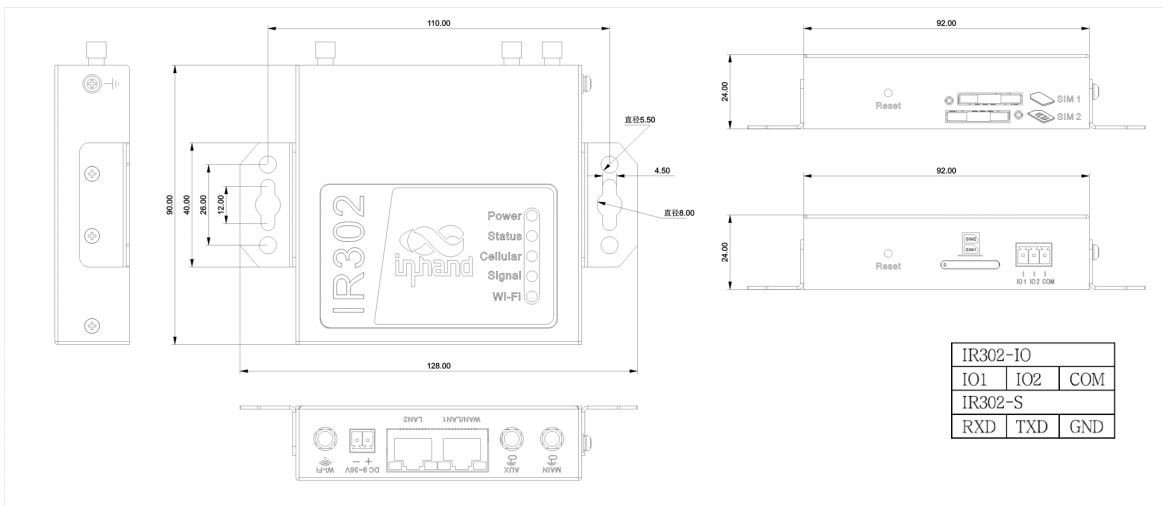 110.00
90.00
40.00
26.00
12.00
直径5.50
4.50
直径8.00
IR302
inhand
Power
Status
Cellular
Signal
Wi-Fi
128.00
LAN2
WAN/LAN1
Wi-Fi
DC 9~36V
− +
AUX
MAIN
92.00
24.00
Reset
SIM 1
SIM 2
92.00
24.00
Reset
SIM2
SIM1
IO1 IO2 COM
IR302-IO
IO1 IO2 COM
IR302-S
RXD TXD GND